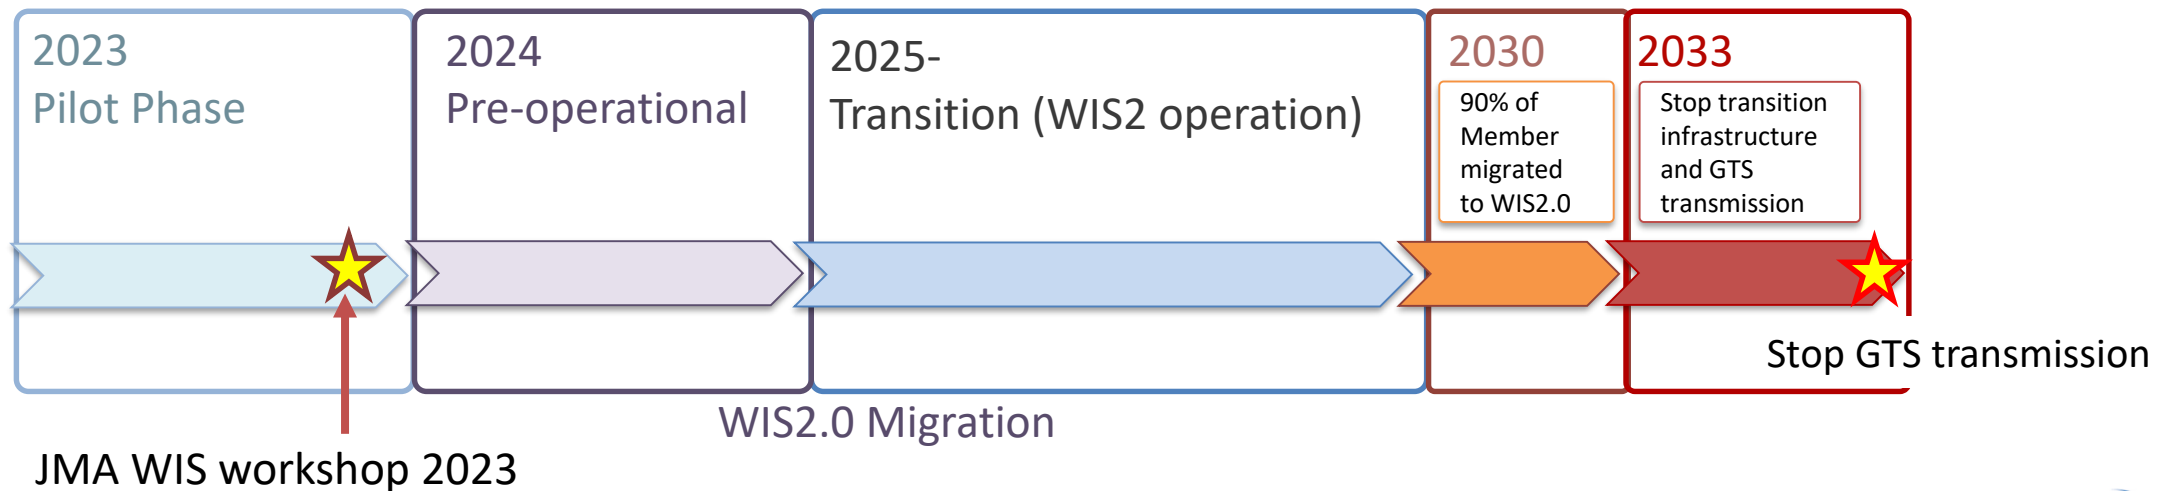 2023
Pilot Phase
2024
Pre-operational
2025-
Transition (WIS2 operation)
2030
90% of
Member
migrated
to WIS2.0
2033
Stop transition
infrastructure
and GTS
transmission
Stop GTS transmission
WIS2.0 Migration
JMA WIS workshop 2023